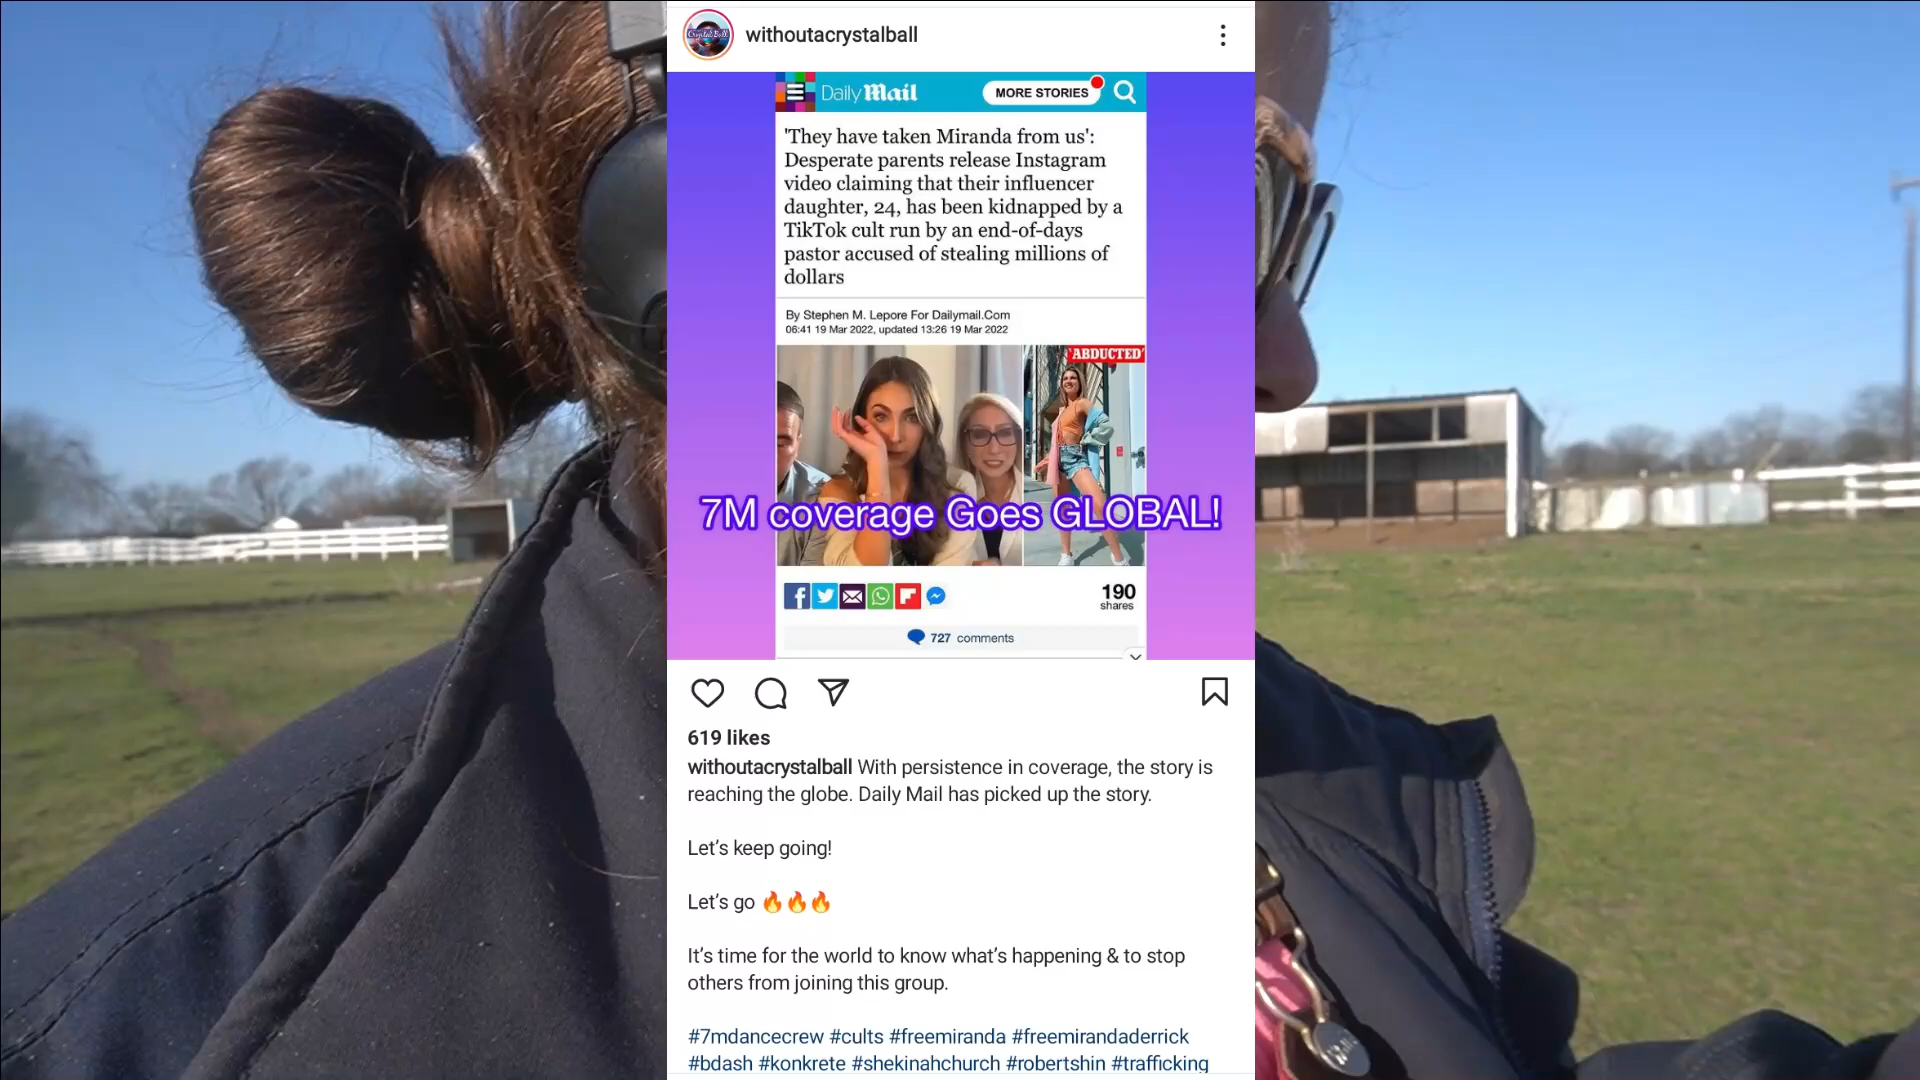 withoutacrystalball
Daily Mail
MORE STORIES
'They have taken Miranda from us':
Desperate parents release Instagram
video claiming that their influencer
daughter, 24, has been kidnapped by a
TikTok cult run by an end-of-days
pastor accused of stealing millions of
dollars
By Stephen M. Lepore For Dailymail.Com
06:41 19 Mar 2022, updated 13:26 19 Mar 2022
'ABDUCTED'
7M coverage Goes GLOBAL!
190
shares
727 comments
619 likes
withoutacrystalball With persistence in coverage, the story is
reaching the globe. Daily Mail has picked up the story.
Let's keep going!
Let's go 🔥🔥🔥
It's time for the world to know what's happening & to stop
others from joining this group.
#7mdancecrew #cults #freemiranda #freemirandaderrick
#bdash #konkrete #shekinahchurch #robertshin #trafficking